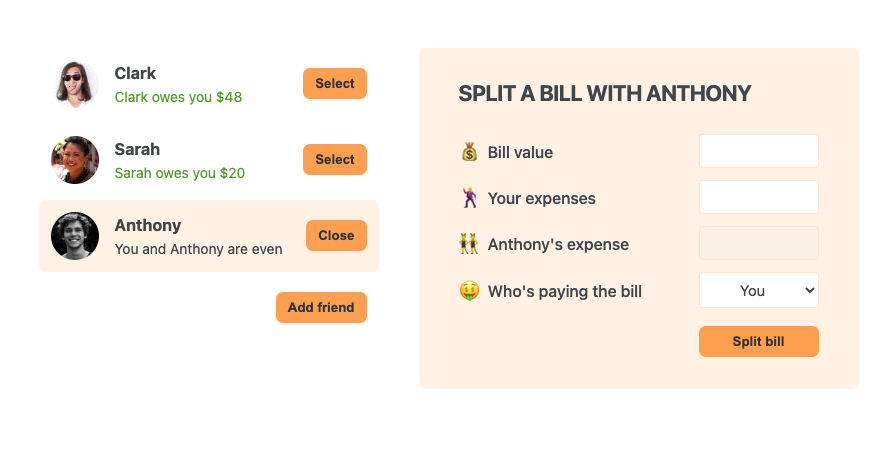 Clark
Clark owes you $48
Select
Sarah
Sarah owes you $20
Select
Anthony
You and Anthony are even
Close
Add friend
SPLIT A BILL WITH ANTHONY
💰 Bill value
🕺 Your expenses
👯 Anthony's expense
🤑 Who's paying the bill
You
Split bill